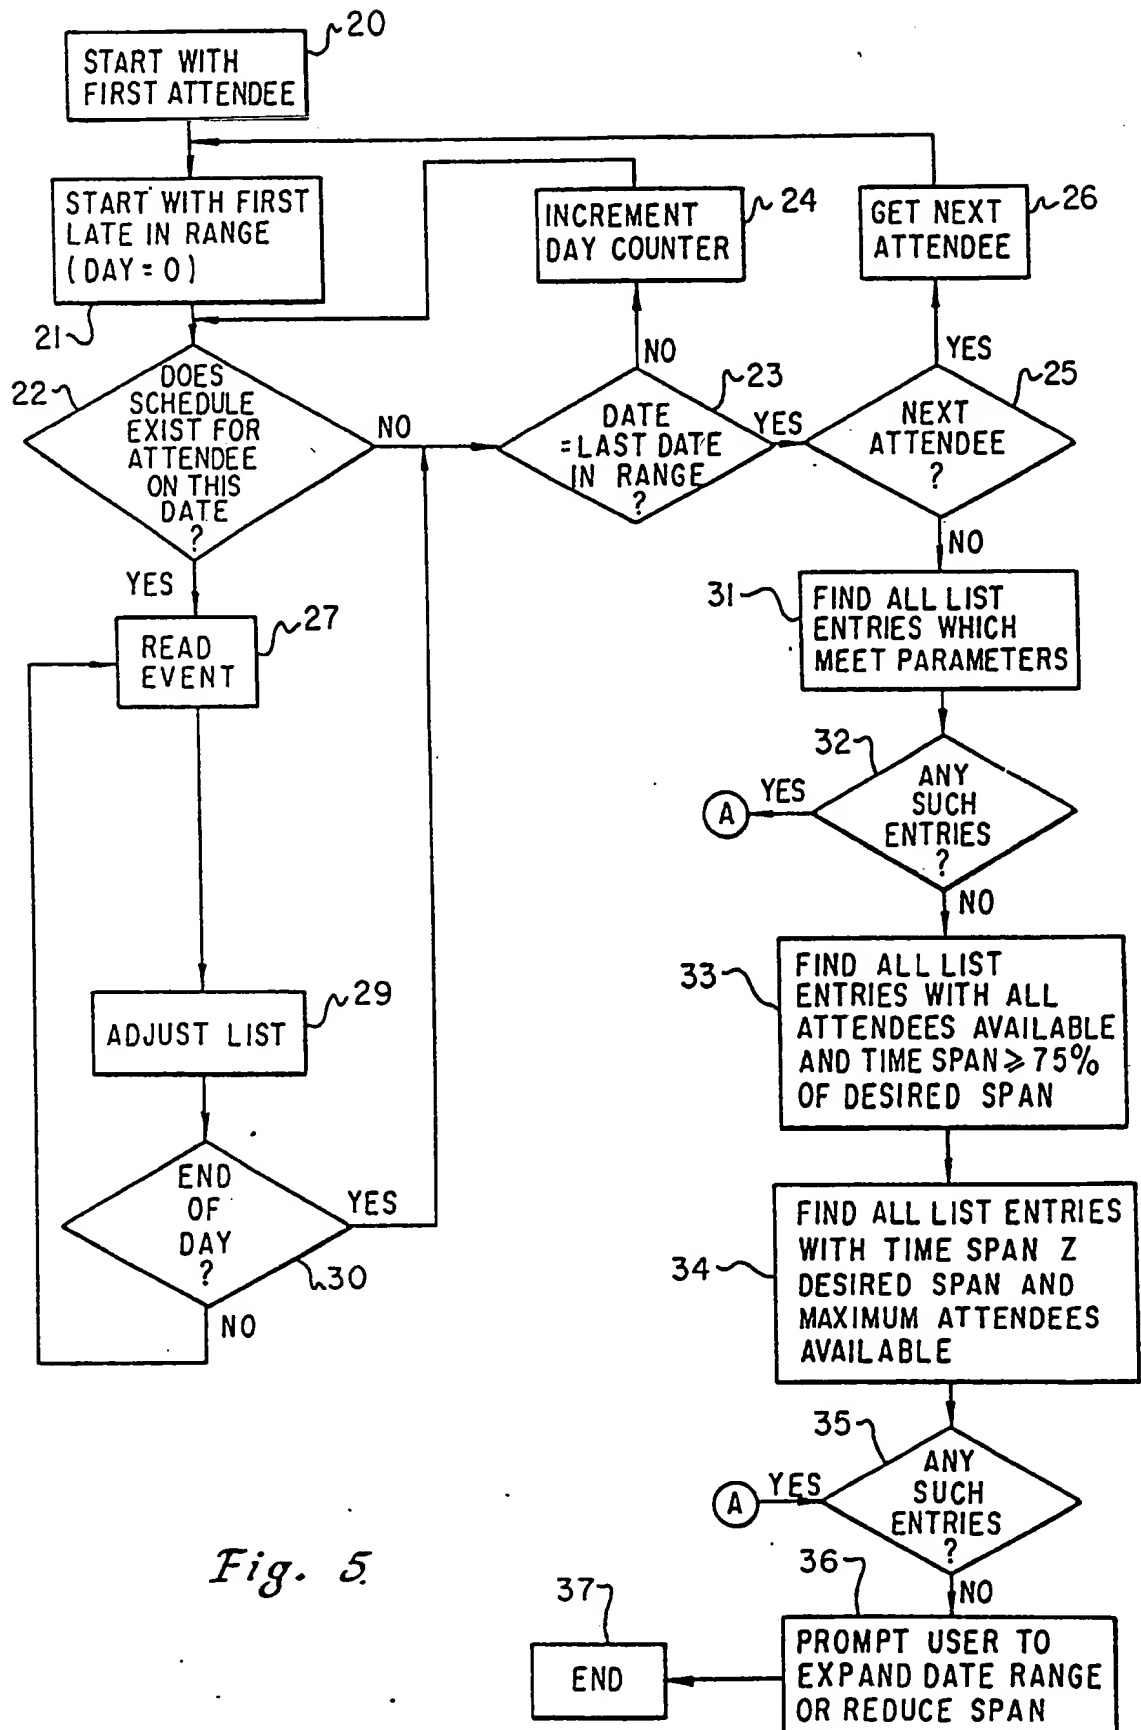 20
START WITH
FIRST ATTENDEE
START WITH FIRST
LATE IN RANGE
(DAY = 0)
21
INCREMENT
DAY COUNTER
24
GET NEXT
ATTENDEE
26
22
DOES
SCHEDULE
EXIST FOR
ATTENDEE
ON THIS
DATE
?
NO
YES
NO
23
DATE
=LAST DATE
IN RANGE
?
YES
YES
25
NEXT
ATTENDEE
?
NO
27
READ
EVENT
31
FIND ALL LIST
ENTRIES WHICH
MEET PARAMETERS
32
ANY
SUCH
ENTRIES
?
YES
A
NO
29
ADJUST LIST
33
FIND ALL LIST
ENTRIES WITH ALL
ATTENDEES AVAILABLE
AND TIME SPAN ⩾ 75%
OF DESIRED SPAN
END
OF
DAY
?
YES
30
NO
34
FIND ALL LIST ENTRIES
WITH TIME SPAN Z
DESIRED SPAN AND
MAXIMUM ATTENDEES
AVAILABLE
35
ANY
SUCH
ENTRIES
?
A
YES
NO
36
PROMPT USER TO
EXPAND DATE RANGE
OR REDUCE SPAN
37
END
Fig. 5.